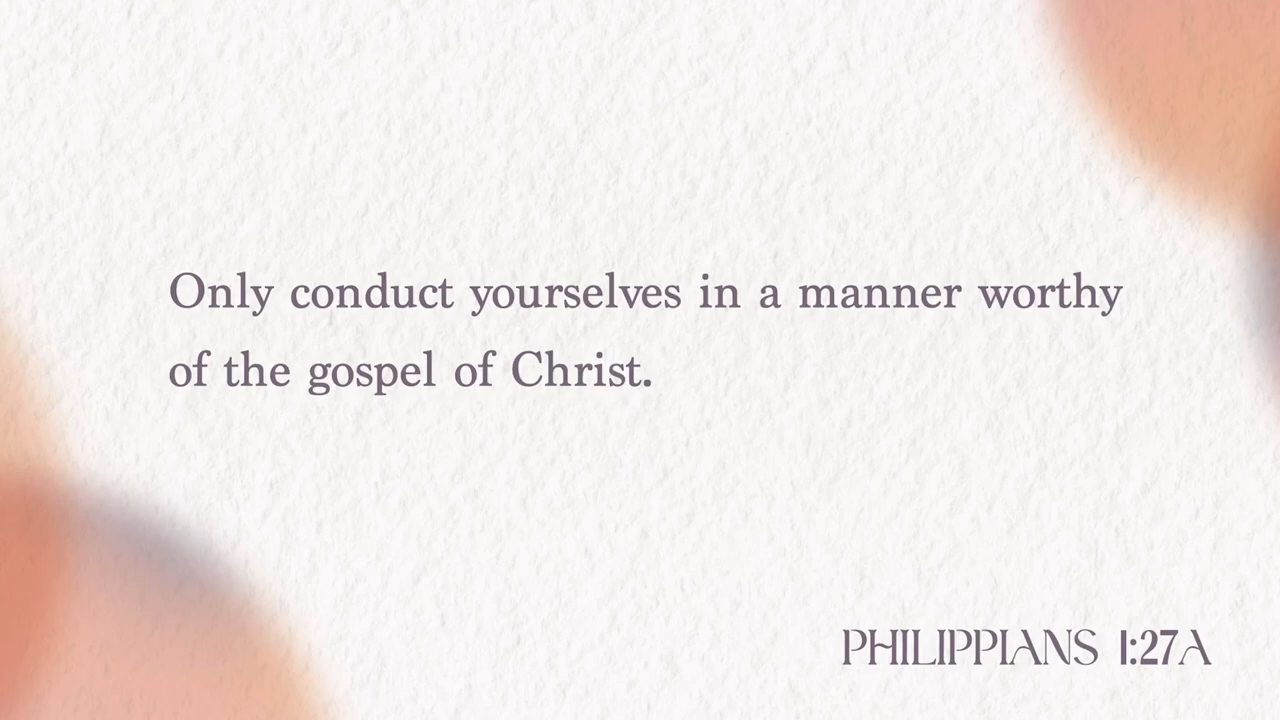 Only conduct yourselves in a manner worthy
of the gospel of Christ.
PHILIPPIANS 1:27A